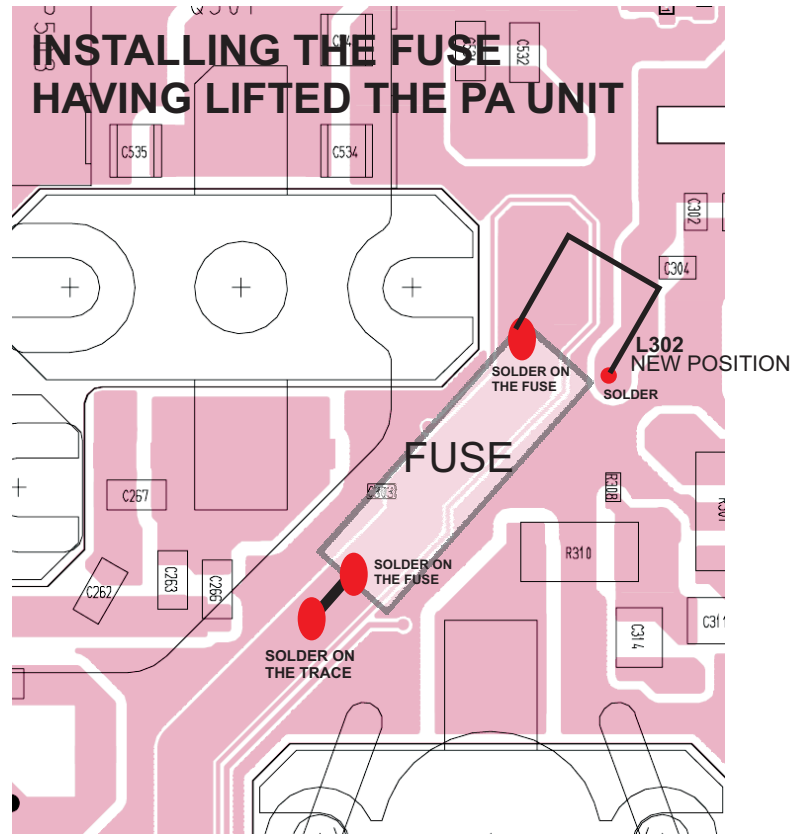 INSTALLING THE FUSE
HAVING LIFTED THE PA UNIT
C532
C535
C534
C302
C304
L302
NEW POSITION
SOLDER ON
THE FUSE
SOLDER
FUSE
C303
R308
C267
R310
SOLDER ON
THE FUSE
C263
C266
C262
C314
SOLDER ON
THE TRACE